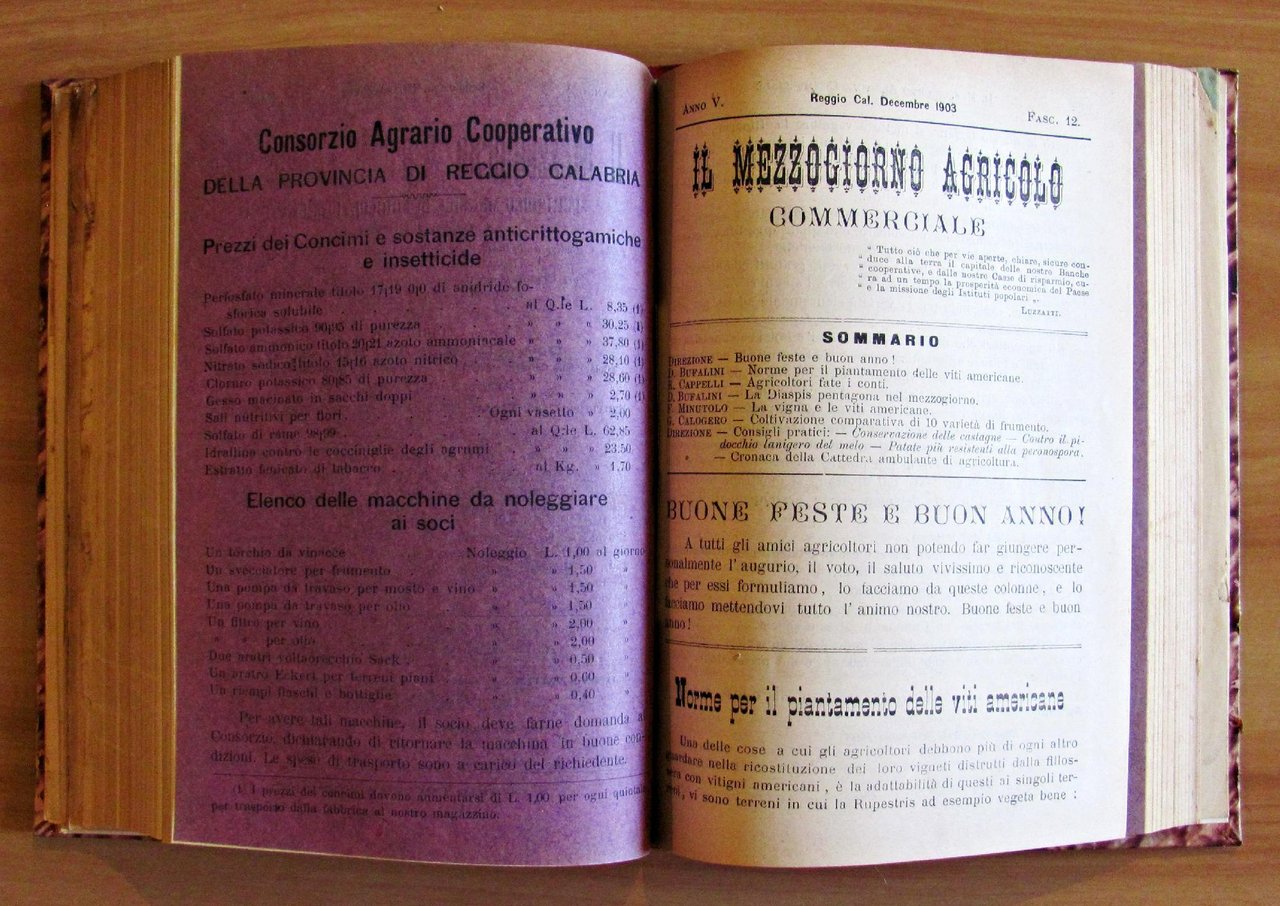 Consorzio Agrario Cooperativo
DELLA PROVINCIA DI REGGIO CALABRIA
Prezzi dei Concimi e sostanze anticrittogamiche
e insetticide
Perfosfato minerale titolo 17|19 0|0 di anidride fo-
sforica solubile . . . . al Q.le L. 8,35 (1)
Solfato potassico 90|95 di purezza . . » » » 30,25 (1)
Solfato ammonico titolo 20|21 azoto ammoniacale » » » 37,80 (1)
Nitrato sodico titolo 15|16 azoto nitrico . » » » 28,10 (1)
Cloruro potassico 80|85 di purezza . . » » » 28,60 (1)
Gesso macinato in sacchi doppi . . » » » 2,70 (1)
Sali nutritivi per fiori. . . Ogni vasetto » 2,00
Solfato di rame 98|99 . . . . al Q:le L. 62,85
Idrallino contro le cocciniglie degli agrumi . » » » 23.50
Estratto fenicato di tabacco . . . al Kg. » 1,70
Elenco delle macchine da noleggiare
ai soci
Un torchio da vinacce . . . Noleggio L. 1,00 al giorno
Un svecciatore per frumento . . . » » 1,50 »
Una pompa da travaso per mosto e vino » » 1,50 »
Una pompa da travaso per olio . . » » 1,50 »
Un filtro per vino . . . » » 2,00 »
» » per olio . . . » » 2,00 »
Due aratri voltaorecchio Sack . . » » 0,50 »
Un aratro Eckert per terreni piani . » » 0,60 »
Un riempi fiaschi e bottiglie . . » » 0,40 »
Per avere tali macchine, il socio deve farne domanda al
Consorzio, dichiarando di ritornare la macchina in buone con-
dizioni. Le spese di trasporto sono a carico del richiedente.
(1) I prezzi dei concimi devono aumentarsi di L. 1,00 per ogni quintale
per trasporto dalla fabbrica al nostro magazzino.
ANNO V. Reggio Cal. Decembre 1903 FASC. 12.
IL MEZZOGIORNO AGRICOLO
COMMERCIALE
“ Tutto ciò che per vie aperte, chiare, sicure con-
“ duce alla terra il capitale delle nostre Banche
“ cooperative, e dalle nostre Casse di risparmio, cu-
“ ra ad un tempo la prosperità economica del Paese
“ e la missione degli Istituti popolari „.
LUZZATTI.
SOMMARIO
DIREZIONE — Buone feste e buon anno !
D. BUFALINI — Norme per il piantamento delle viti americane.
R. CAPPELLI — Agricoltori fate i conti.
D. BUFALINI — La Diaspis pentagona nel mezzogiorno.
F. MINUTOLO — La vigna e le viti americane.
G. CALOGERO — Coltivazione comparativa di 10 varietà di frumento.
DIREZIONE — Consigli pratici: — Conservazione delle castagne — Contro il pi-
docchio lanigero del melo — Patate più resistenti alla peronospora.
» — Cronaca della Cattedra ambulante di agricoltura.
BUONE FESTE E BUON ANNO!
A tutti gli amici agricoltori non potendo far giungere per-
sonalmente l'augurio, il voto, il saluto vivissimo e riconoscente
che per essi formuliamo, lo facciamo da queste colonne, e lo
facciamo mettendovi tutto l'animo nostro. Buone feste e buon
anno!
Norme per il piantamento delle viti americane
Una delle cose a cui gli agricoltori debbono più di ogni altro
guardare nella ricostituzione dei loro vigneti distrutti dalla fillos-
sera con vitigni americani, è la adattabilità di questi ai singoli ter-
reni, vi sono terreni in cui la Rupestris ad esempio vegeta bene :